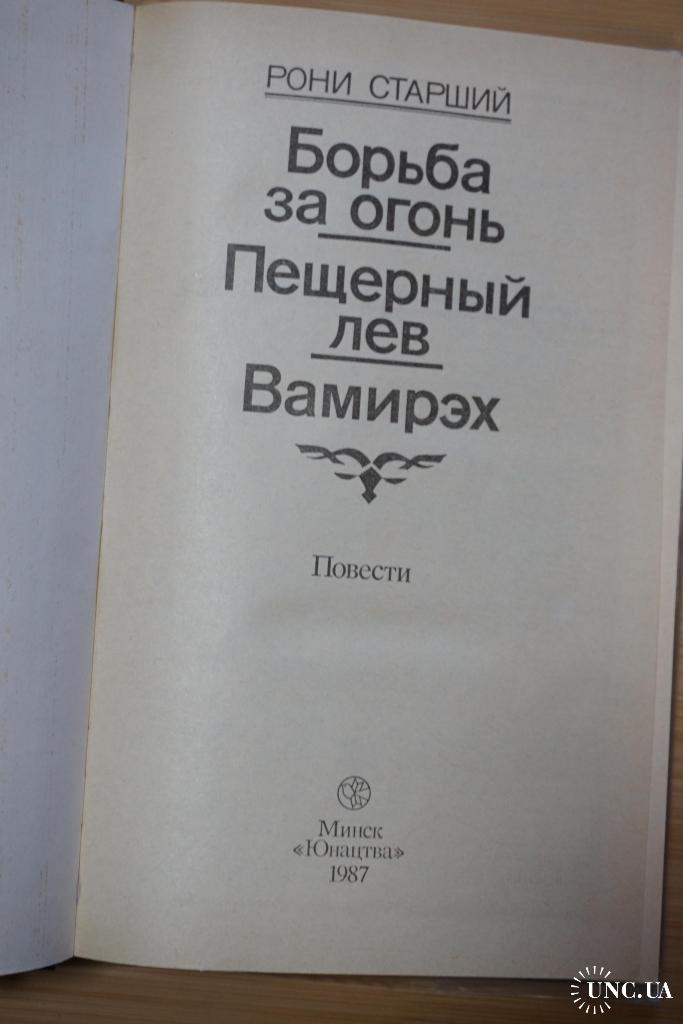 РОНИ СТАРШИЙ
Борьба
за огонь
Пещерный
лев
Вамирэх
Повести
Минск
«Юнацтва»
1987
UNC.UA